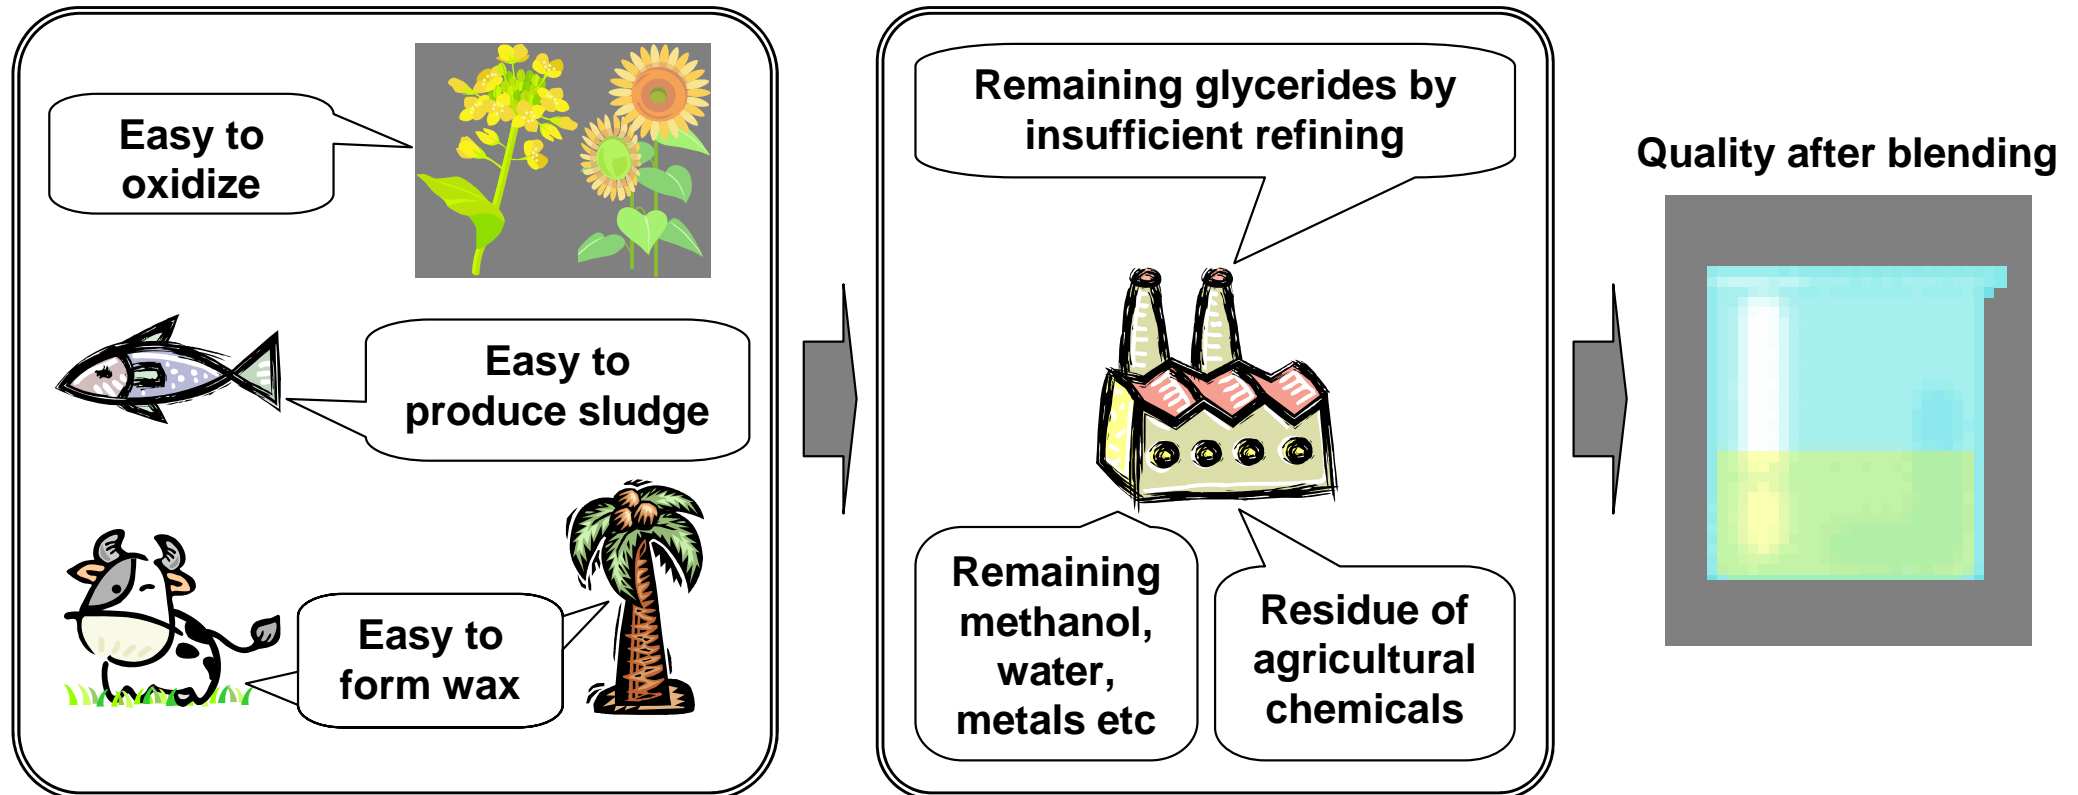 Easy to
oxidize
Easy to
produce sludge
Easy to
form wax
Remaining glycerides by
insufficient refining
Remaining
methanol,
water,
metals etc
Residue of
agricultural
chemicals
Quality after blending